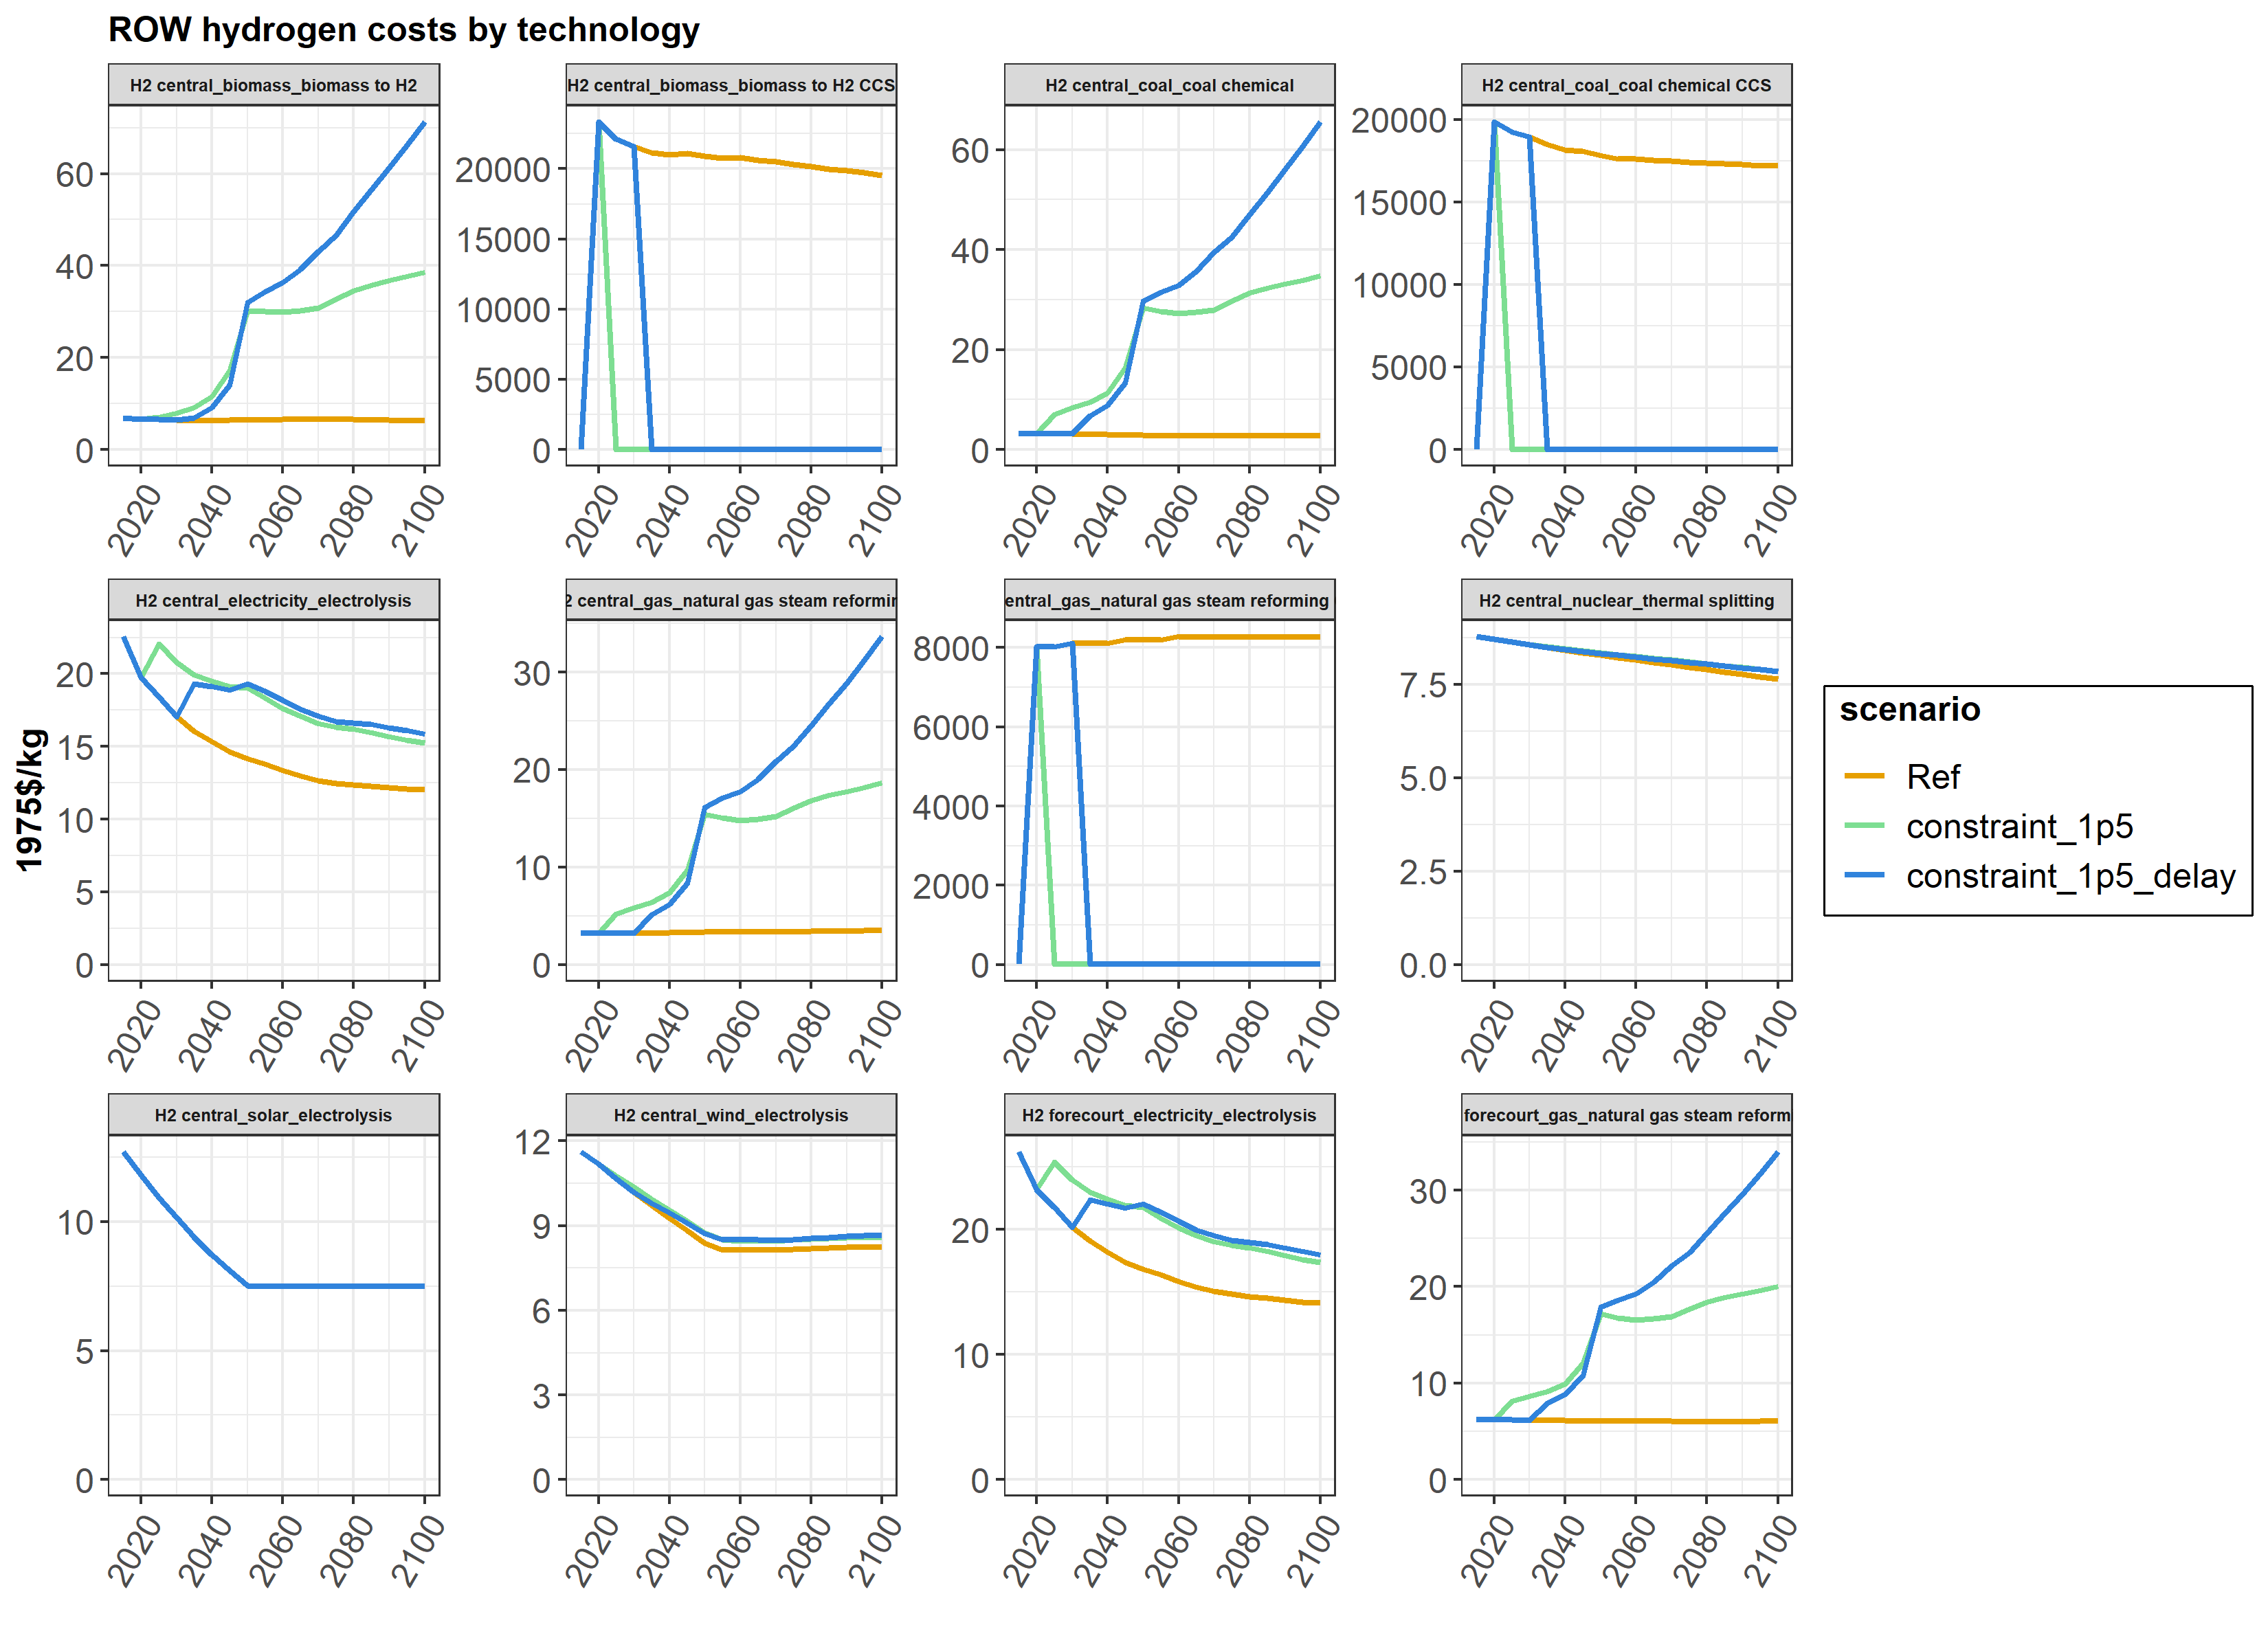 ROW hydrogen costs by technology
H2 central_biomass_biomass to H2
H2 central_biomass_biomass to H2 CCS
H2 central_coal_coal chemical
H2 central_coal_coal chemical CCS
60
40
20
0
20000
15000
10000
5000
0
60
40
20
0
20000
15000
10000
5000
0
2020 2040 2060 2080 2100
2020 2040 2060 2080 2100
2020 2040 2060 2080 2100
2020 2040 2060 2080 2100
H2 central_electricity_electrolysis
2 central_gas_natural gas steam reformin
entral_gas_natural gas steam reforming
H2 central_nuclear_thermal splitting
20
15
10
5
0
30
20
10
0
8000
6000
4000
2000
0
7.5
5.0
2.5
0.0
2020 2040 2060 2080 2100
2020 2040 2060 2080 2100
2020 2040 2060 2080 2100
2020 2040 2060 2080 2100
1975$/kg
scenario
Ref
constraint_1p5
constraint_1p5_delay
H2 central_solar_electrolysis
H2 central_wind_electrolysis
H2 forecourt_electricity_electrolysis
forecourt_gas_natural gas steam reform
10
5
0
12
9
6
3
0
20
10
0
30
20
10
0
2020 2040 2060 2080 2100
2020 2040 2060 2080 2100
2020 2040 2060 2080 2100
2020 2040 2060 2080 2100